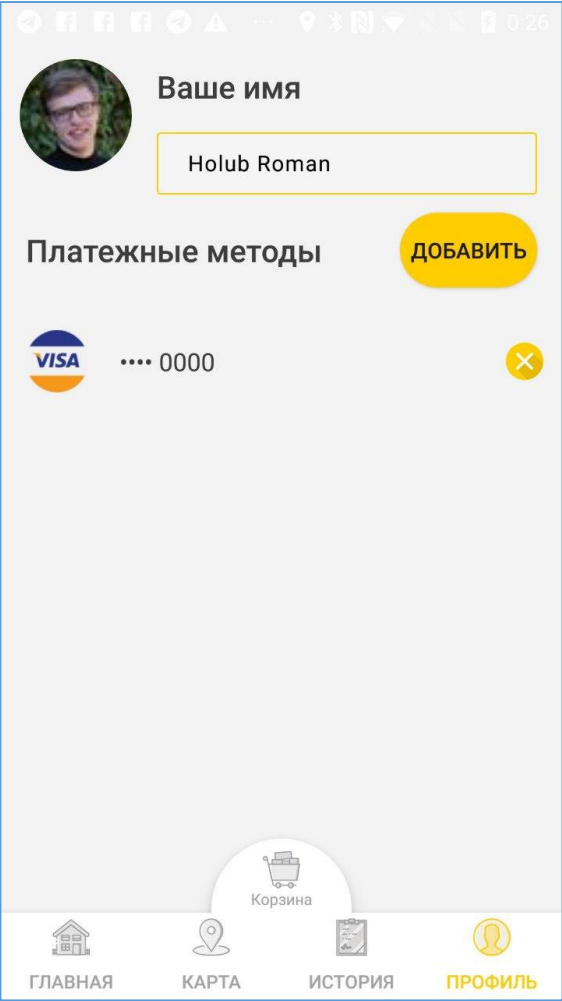 0:26
Ваше имя
Holub Roman
Платежные методы
ДОБАВИТЬ
VISA
•••• 0000
Корзина
ГЛАВНАЯ
КАРТА
ИСТОРИЯ
ПРОФИЛЬ